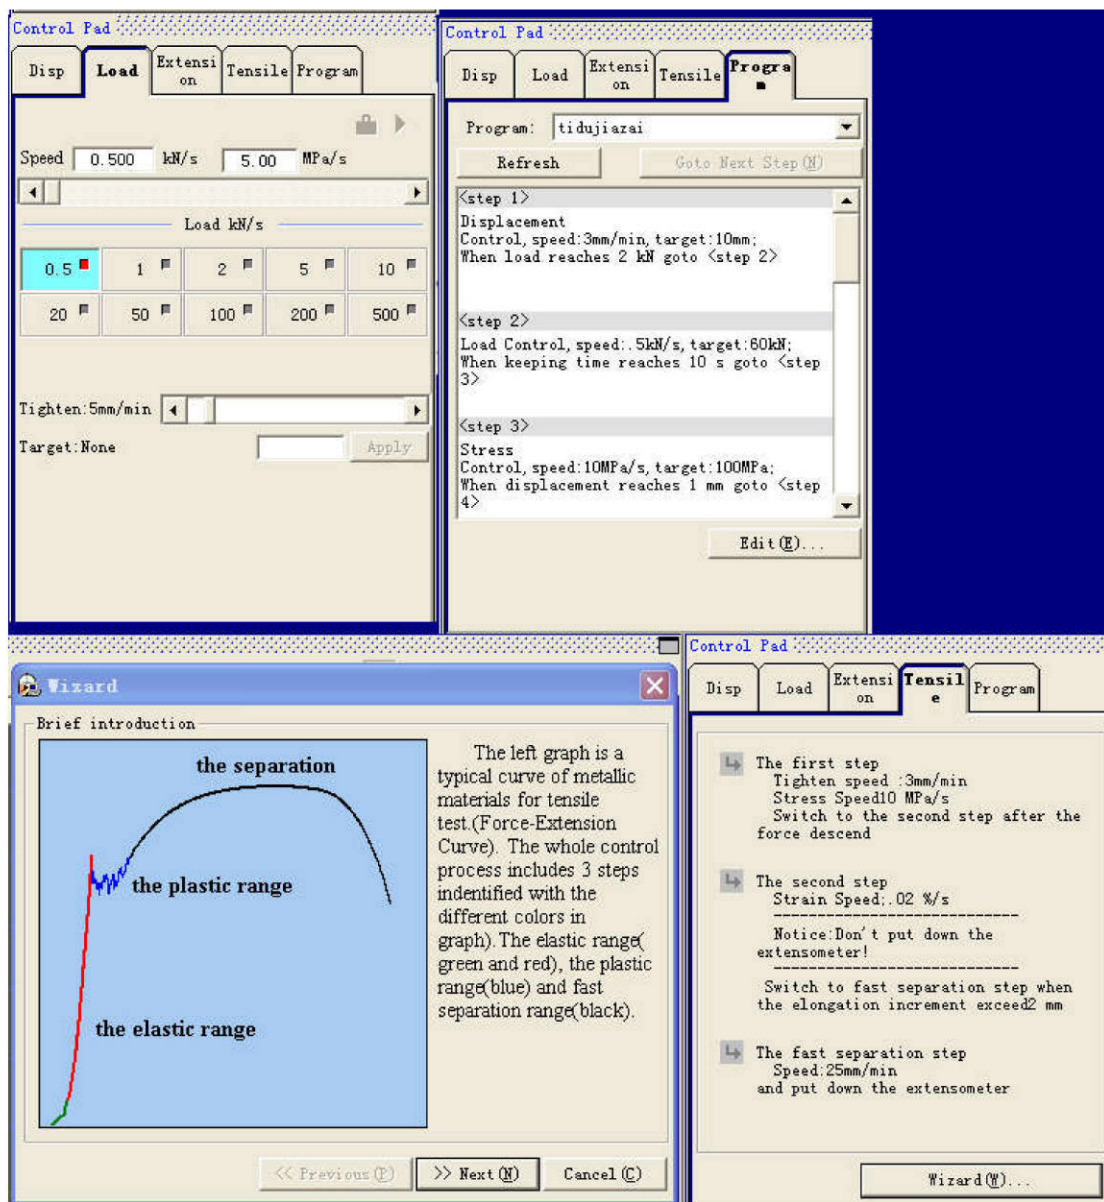 Control Pad
Disp
Load
Extensi
on
Tensile
Program
Speed 0.500 kN/s 5.00 MPa/s
Load kN/s
0.5 1 2 5 10
20 50 100 200 500
Tighten:5mm/min
Target:None Apply
Control Pad
Disp
Load
Extensi
on
Tensile
Progra
m
Program: tidujiazai
Refresh Goto Next Step(N)
<step 1>
Displacement
Control, speed:3mm/min, target:10mm;
When load reaches 2 kN goto <step 2>
<step 2>
Load Control, speed:.5kN/s, target:60kN;
When keeping time reaches 10 s goto <step
3>
<step 3>
Stress
Control, speed:10MPa/s, target:100MPa;
When displacement reaches 1 mm goto <step
4>
Edit(E)...
Wizard
Brief introduction
the separation
the plastic range
the elastic range
The left graph is a
typical curve of metallic
materials for tensile
test.(Force-Extension
Curve). The whole control
process includes 3 steps
indentified with the
different colors in
graph).The elastic range(
green and red), the plastic
range(blue) and fast
separation range(black).
<< Previous(P) >> Next(N) Cancel(C)
Control Pad
Disp
Load
Extensi
on
Tensil
e
Program
The first step
Tighten speed :3mm/min
Stress Speed10 MPa/s
Switch to the second step after the
force descend
The second step
Strain Speed:.02 %/s
-----------------------------
Notice:Don't put down the
extensometer!
-----------------------------
Switch to fast separation step when
the elongation increment exceed2 mm
The fast separation step
Speed:25mm/min
and put down the extensometer
Wizard(W)...